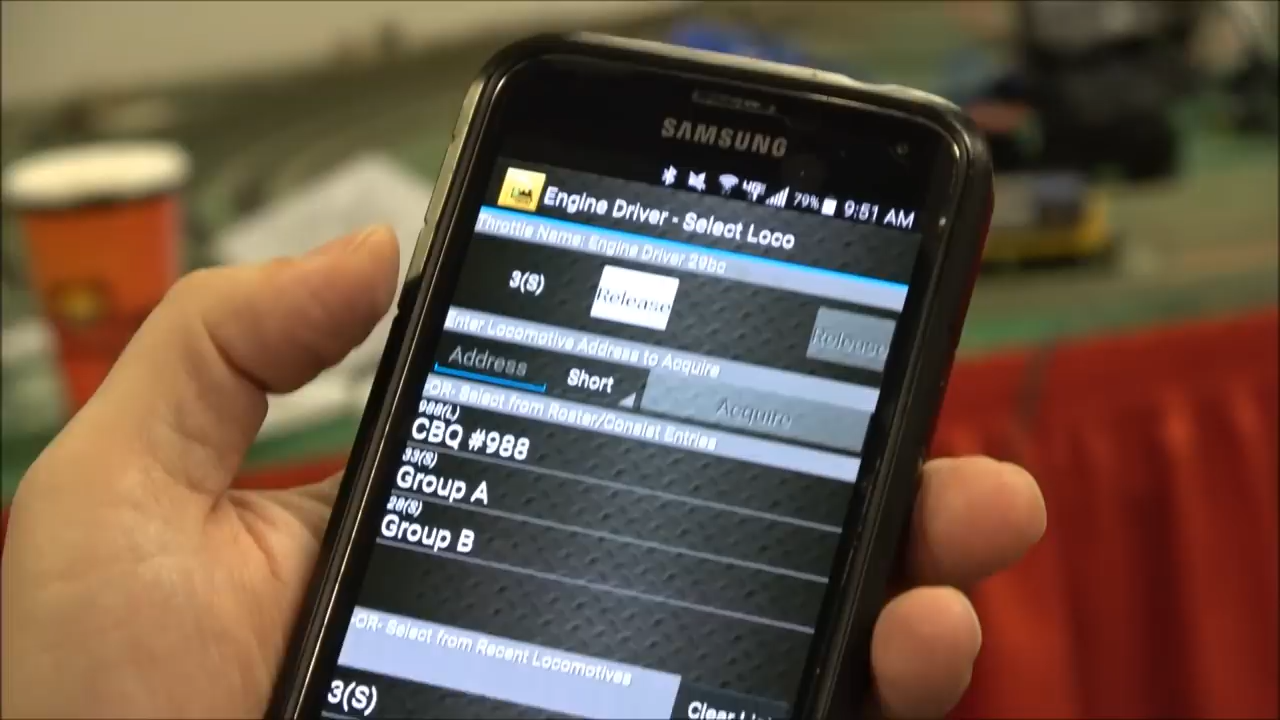 SAMSUNG
79% 9:51 AM
Engine Driver - Select Loco
Throttle Name: Engine Driver 29bc
3(S) Release Release
Enter Locomotive Address to Acquire
Address Short Acquire
-OR- Select from Roster/Consist Entries
988(L)
CBQ #988
33(S)
Group A
28(S)
Group B
-OR- Select from Recent Locomotives
3(S) Clear